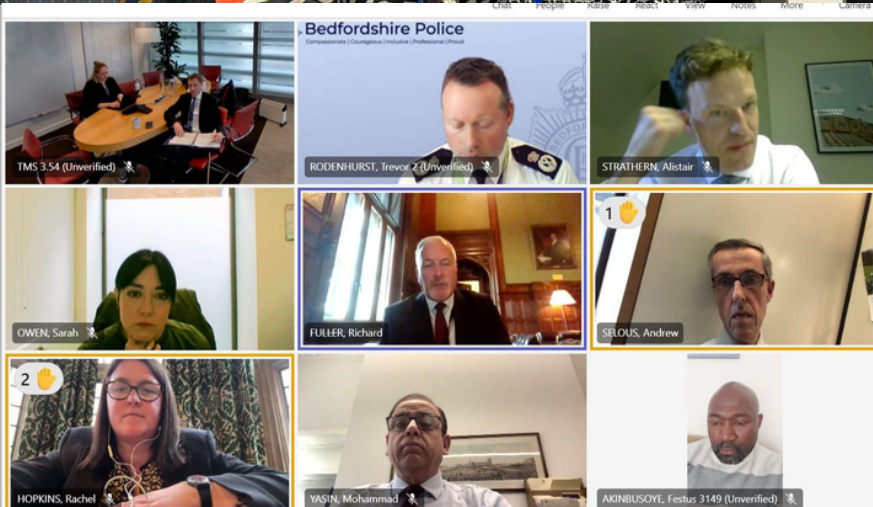 Chat People Raise React View Notes More Camera
Bedfordshire Police
Compassionate | Courageous | Inclusive | Professional | Proud
TMS 3.54 (Unverified)
RODENHURST, Trevor 2 (Unverified)
STRATHERN, Alistair
1
OWEN, Sarah
FULLER, Richard
SELOUS, Andrew
2
HOPKINS, Rachel
YASIN, Mohammad
AKINBUSOYE, Festus 3149 (Unverified)